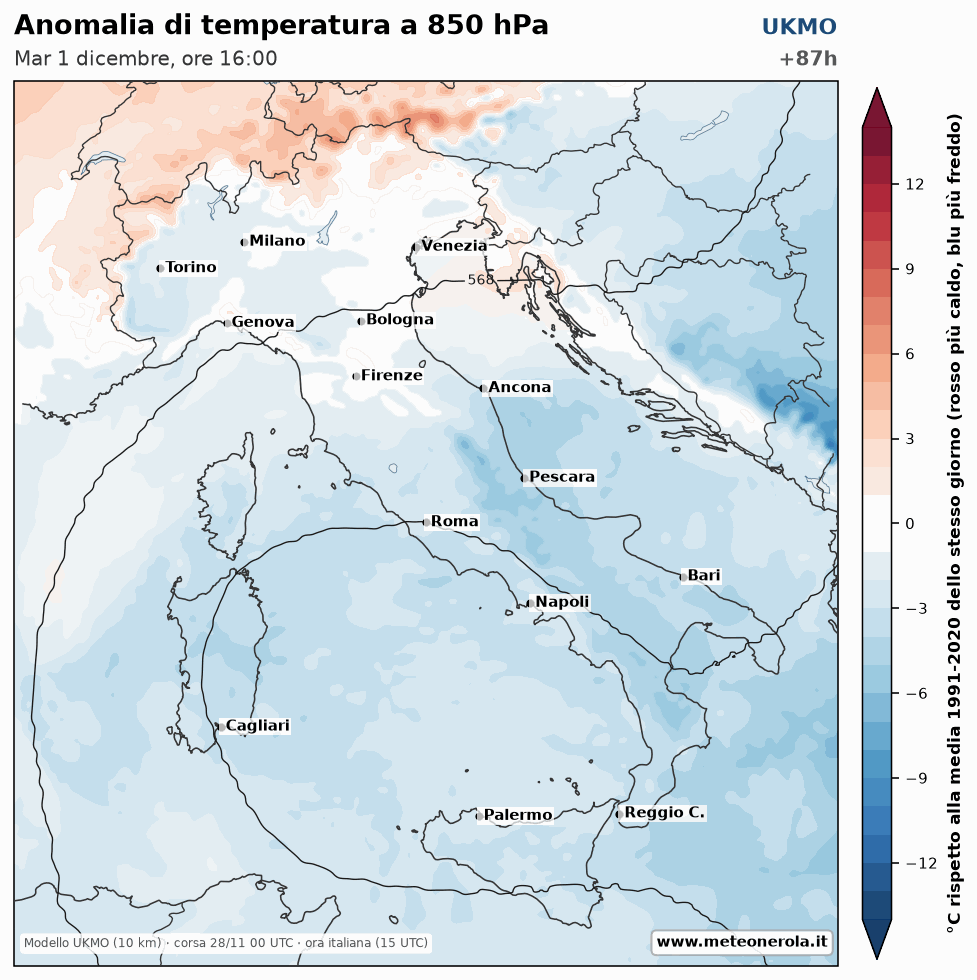 Anomalia di temperatura a 850 hPa
UKMO
Mar 1 dicembre, ore 16:00
+87h
Milano
Venezia
Torino
568
Genova
Bologna
Firenze
Ancona
Pescara
Roma
Bari
Napoli
Cagliari
Palermo
Reggio C.
12
9
6
3
0
−3
−6
−9
−12
°C rispetto alla media 1991-2020 dello stesso giorno (rosso più caldo, blu più freddo)
Modello UKMO (10 km) · corsa 28/11 00 UTC · ora italiana (15 UTC)
www.meteonerola.it